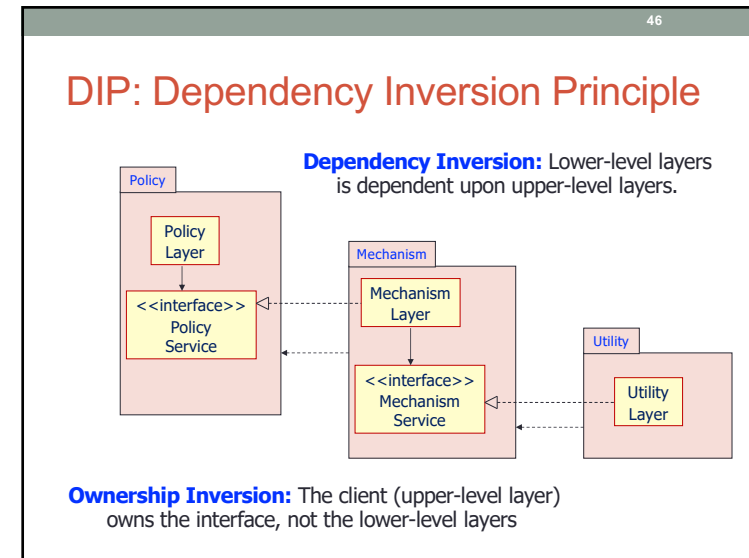 46
DIP: Dependency Inversion Principle
Dependency Inversion: Lower-level layers
is dependent upon upper-level layers.
Policy
Policy
Layer
<<interface>>
Policy
Service
Mechanism
Mechanism
Layer
<<interface>>
Mechanism
Service
Utility
Utility
Layer
Ownership Inversion: The client (upper-level layer)
owns the interface, not the lower-level layers